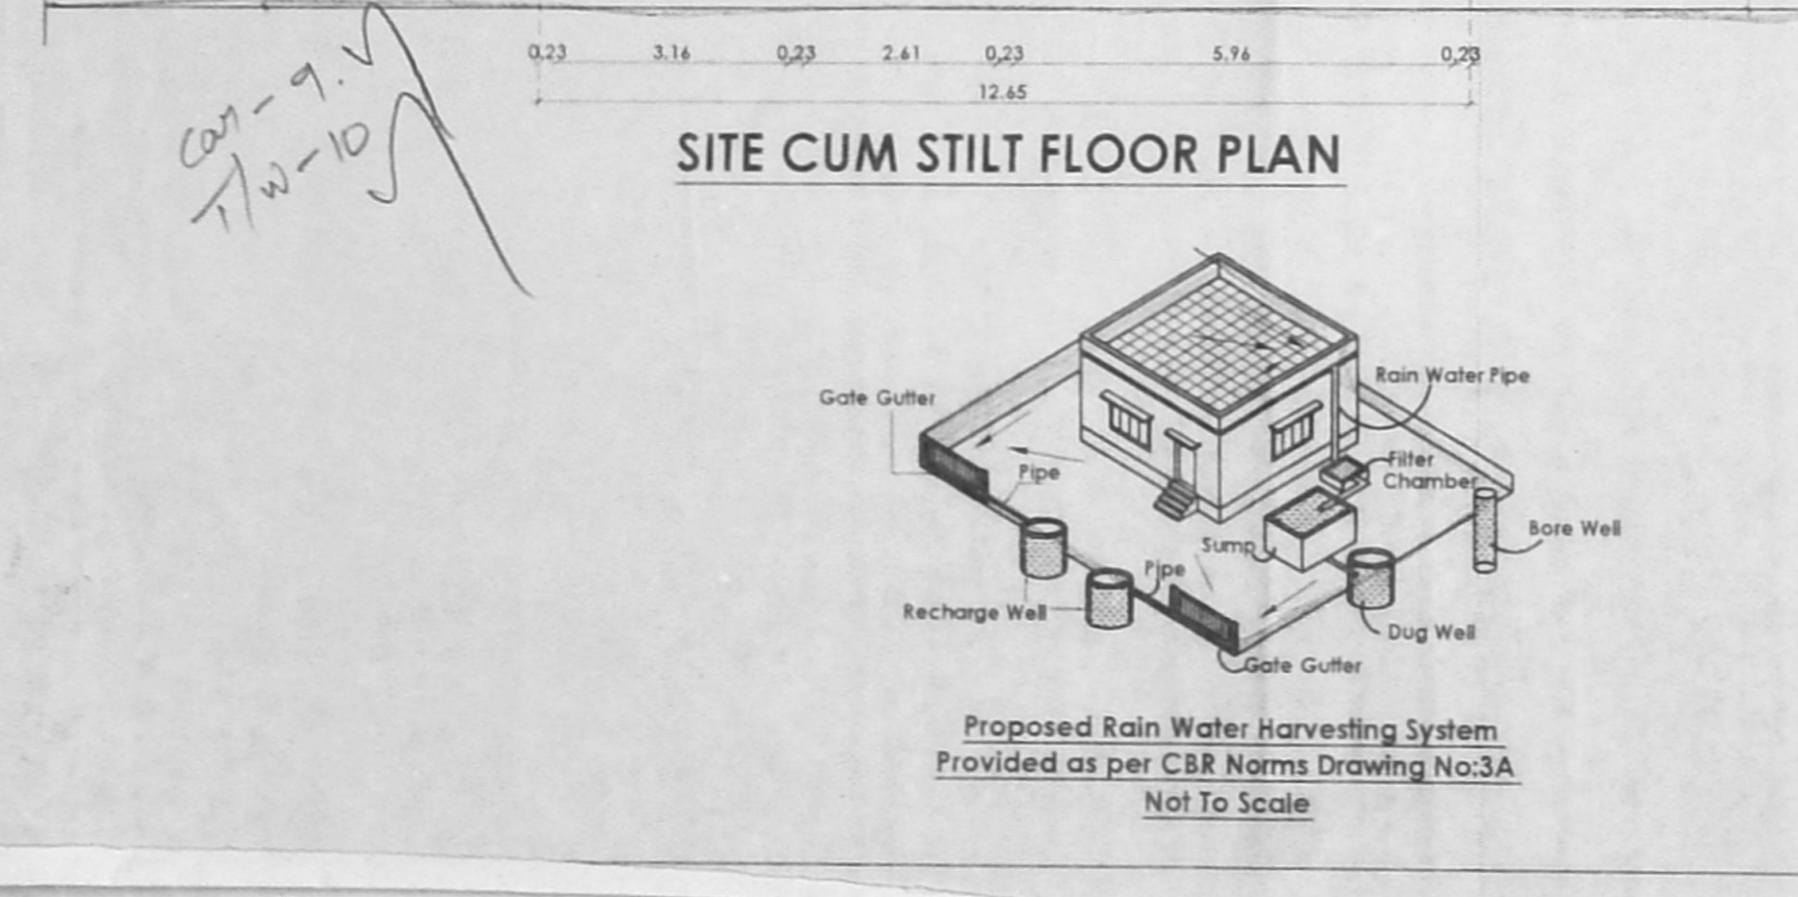 0,23 3.16 0,23 2.61 0,23 5.96 0,23
12.65
Car - 9.
T/W - 10
SITE CUM STILT FLOOR PLAN
Rain Water Pipe
Gate Gutter
Filter
Chamber
Pipe
Bore Well
Sump
Pipe
Recharge Well
Dug Well
Gate Gutter
Proposed Rain Water Harvesting System
Provided as per CBR Norms Drawing No:3A
Not To Scale